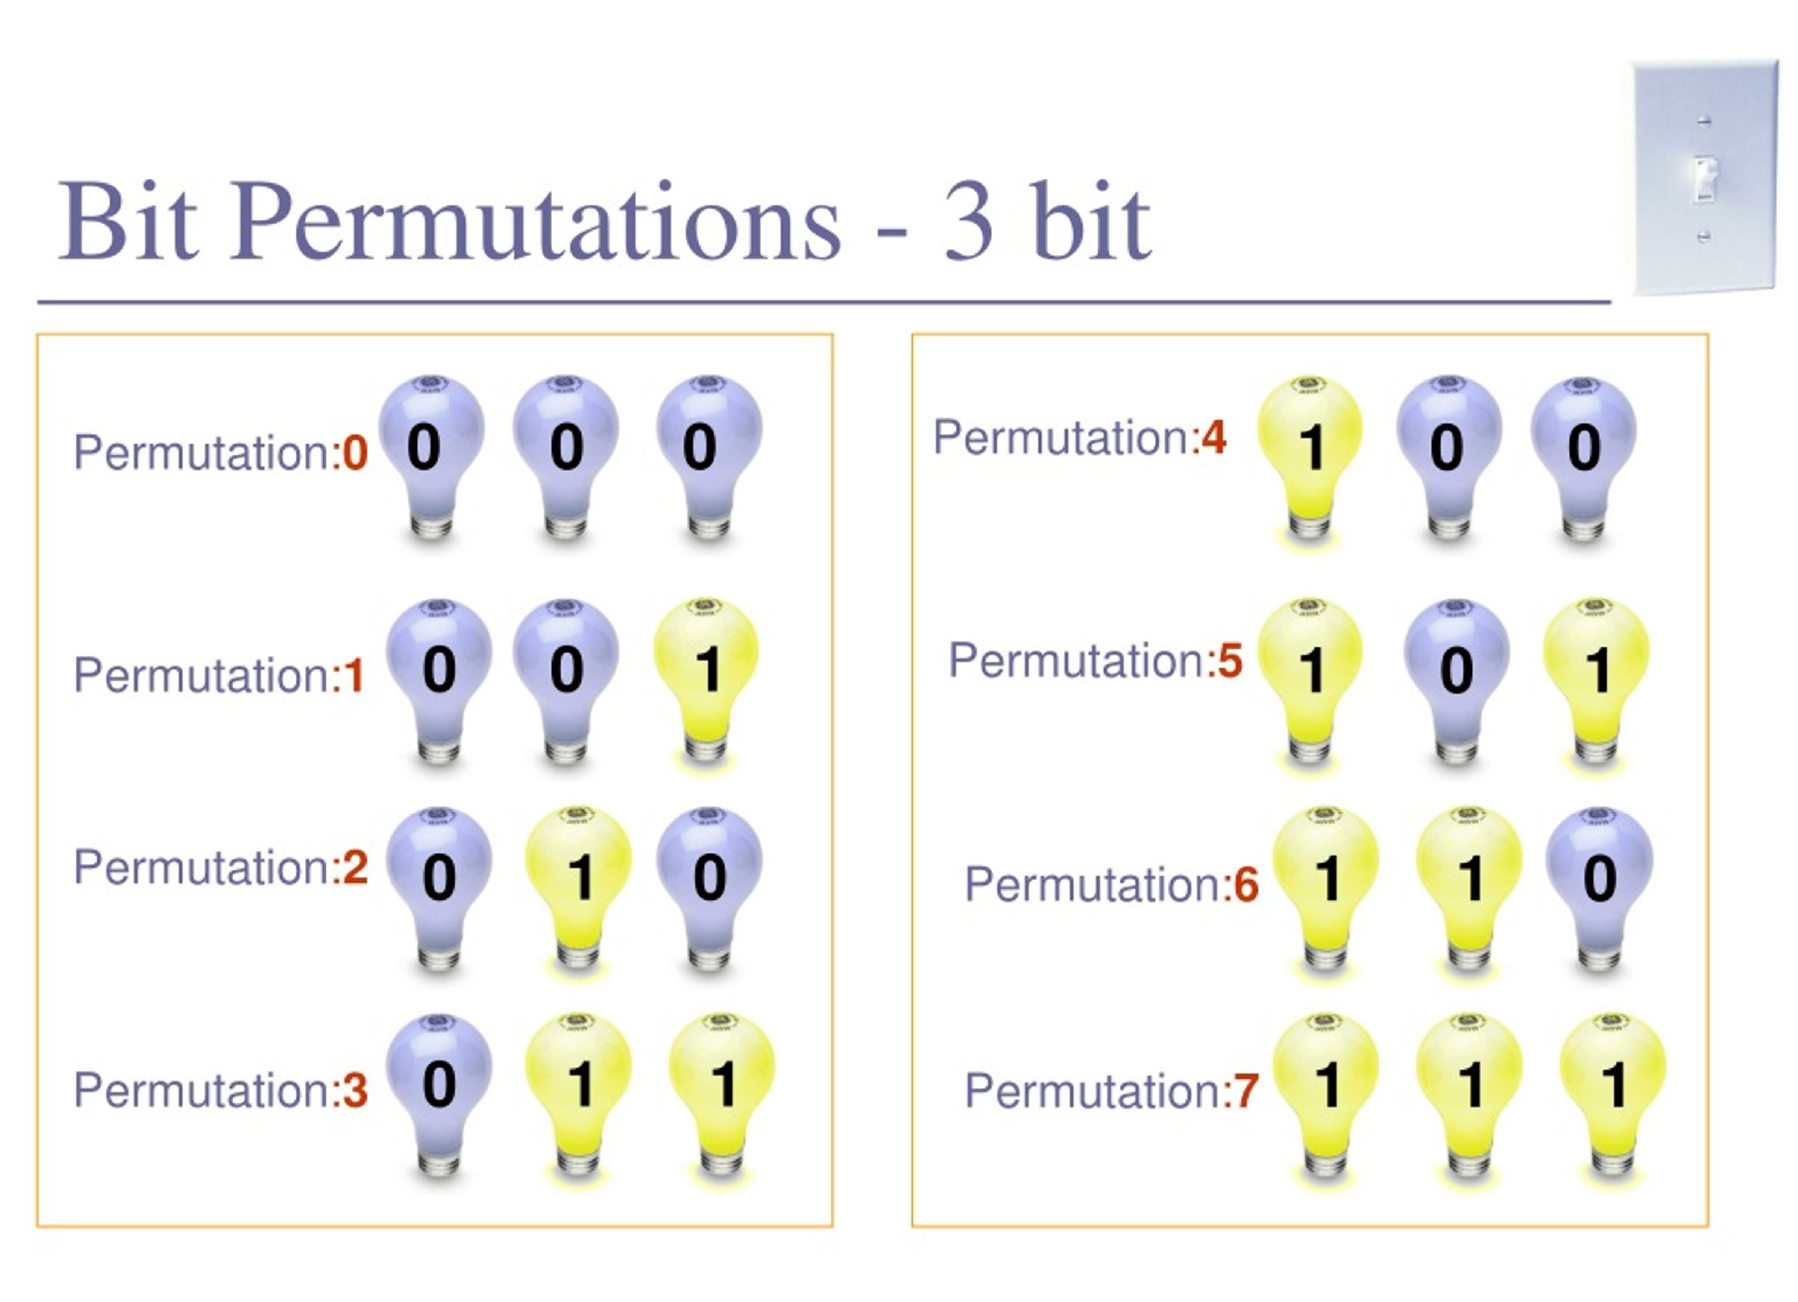 Bit Permutations - 3 bit
Permutation:0 0 0 0
Permutation:1 0 0 1
Permutation:2 0 1 0
Permutation:3 0 1 1
Permutation:4 1 0 0
Permutation:5 1 0 1
Permutation:6 1 1 0
Permutation:7 1 1 1